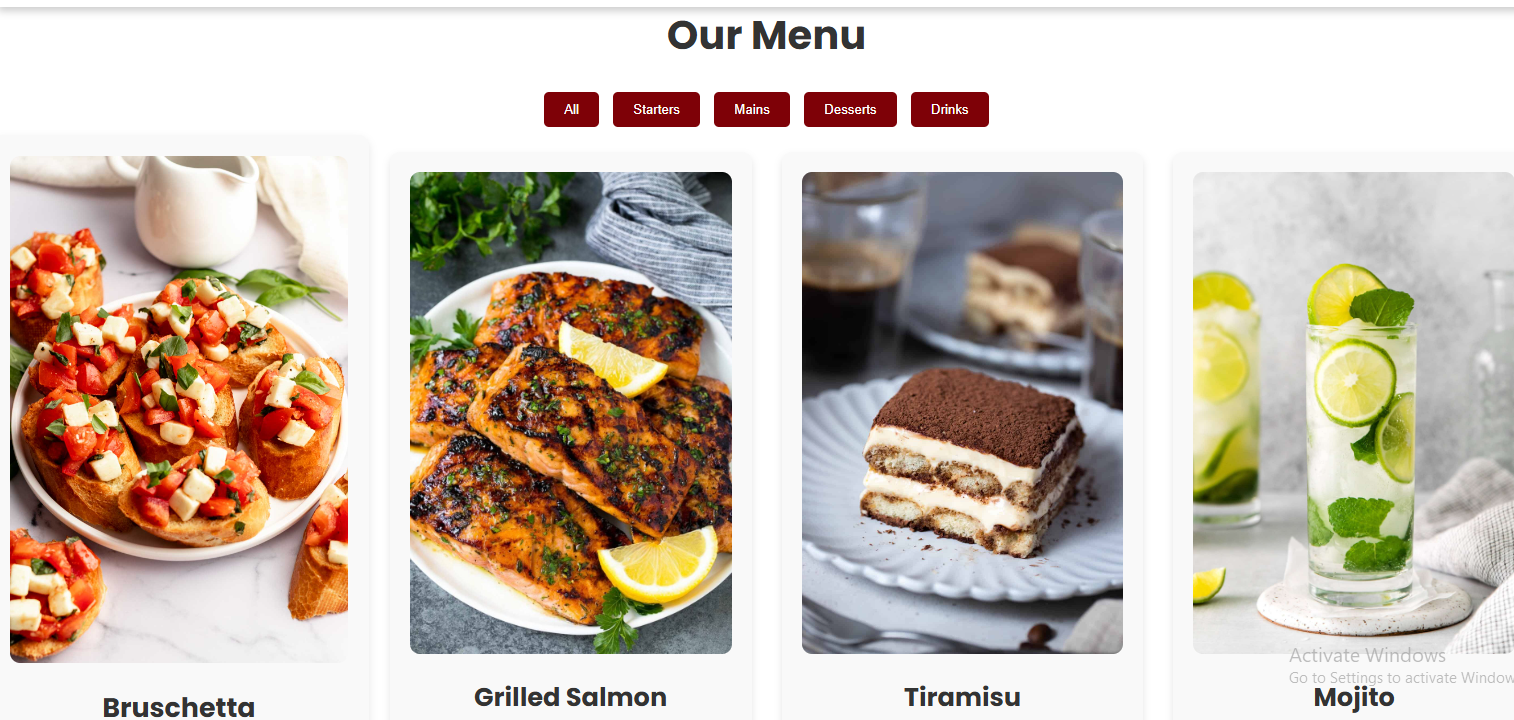 Our Menu
All
Starters
Mains
Desserts
Drinks
Bruschetta
Grilled Salmon
Tiramisu
Mojito
Activate Windows
Go to Settings to activate Window